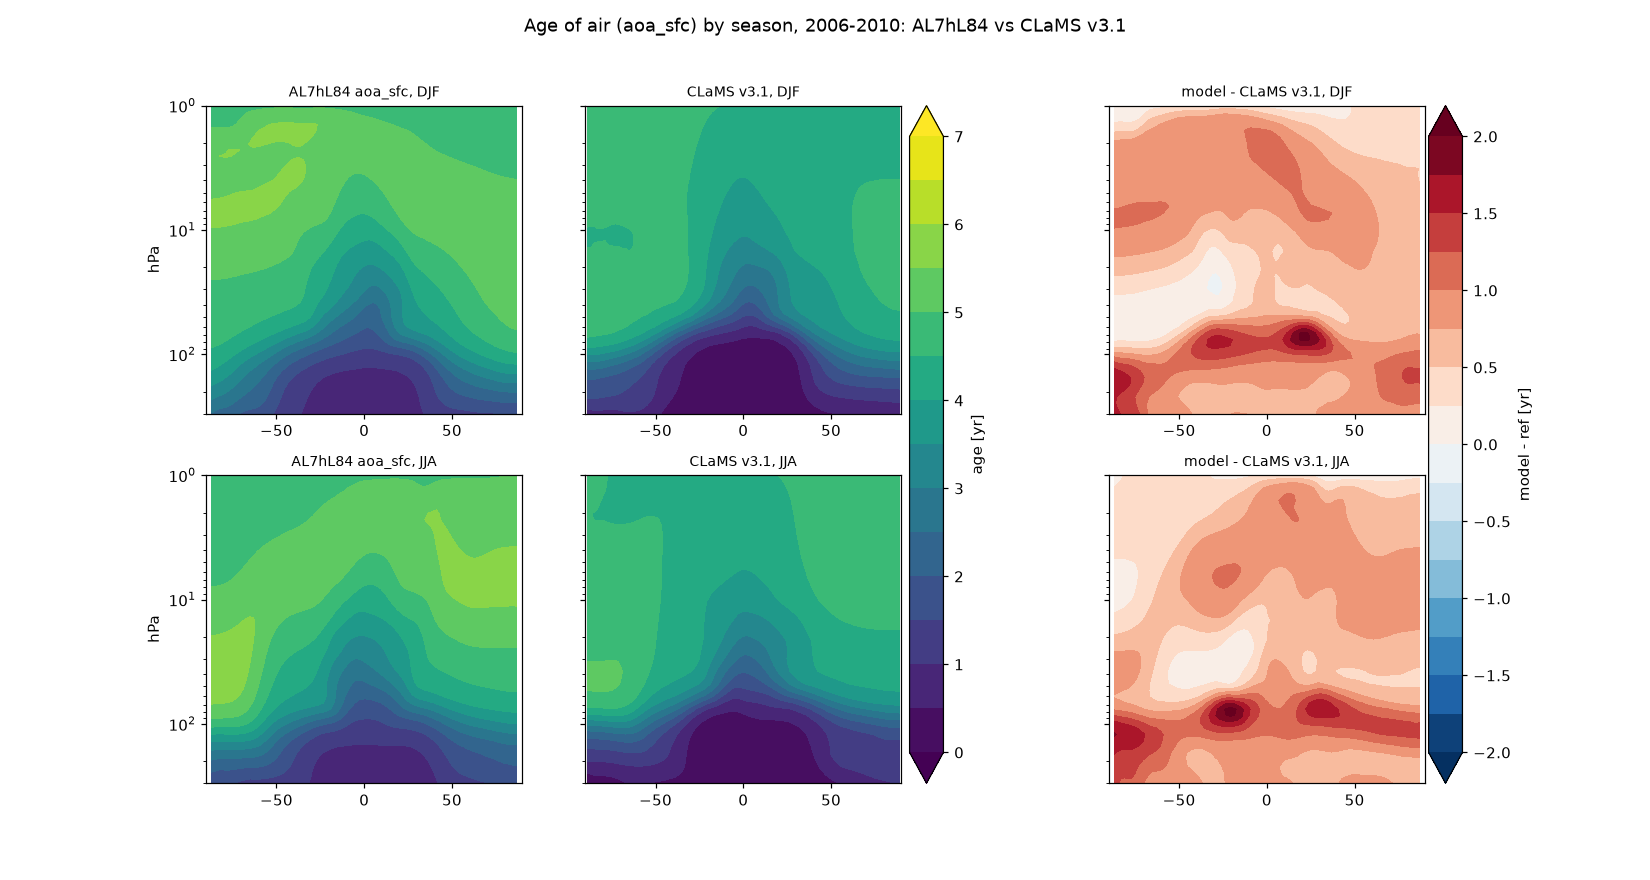 Age of air (aoa_sfc) by season, 2006-2010: AL7hL84 vs CLaMS v3.1
AL7hL84 aoa_sfc, DJF
CLaMS v3.1, DJF
model - CLaMS v3.1, DJF
hPa
10^0
10^1
10^2
−50 0 50
−50 0 50
−50 0 50
AL7hL84 aoa_sfc, JJA
CLaMS v3.1, JJA
model - CLaMS v3.1, JJA
hPa
10^0
10^1
10^2
−50 0 50
−50 0 50
−50 0 50
7
6
5
4
3
2
1
0
age [yr]
2.0
1.5
1.0
0.5
0.0
−0.5
−1.0
−1.5
−2.0
model - ref [yr]